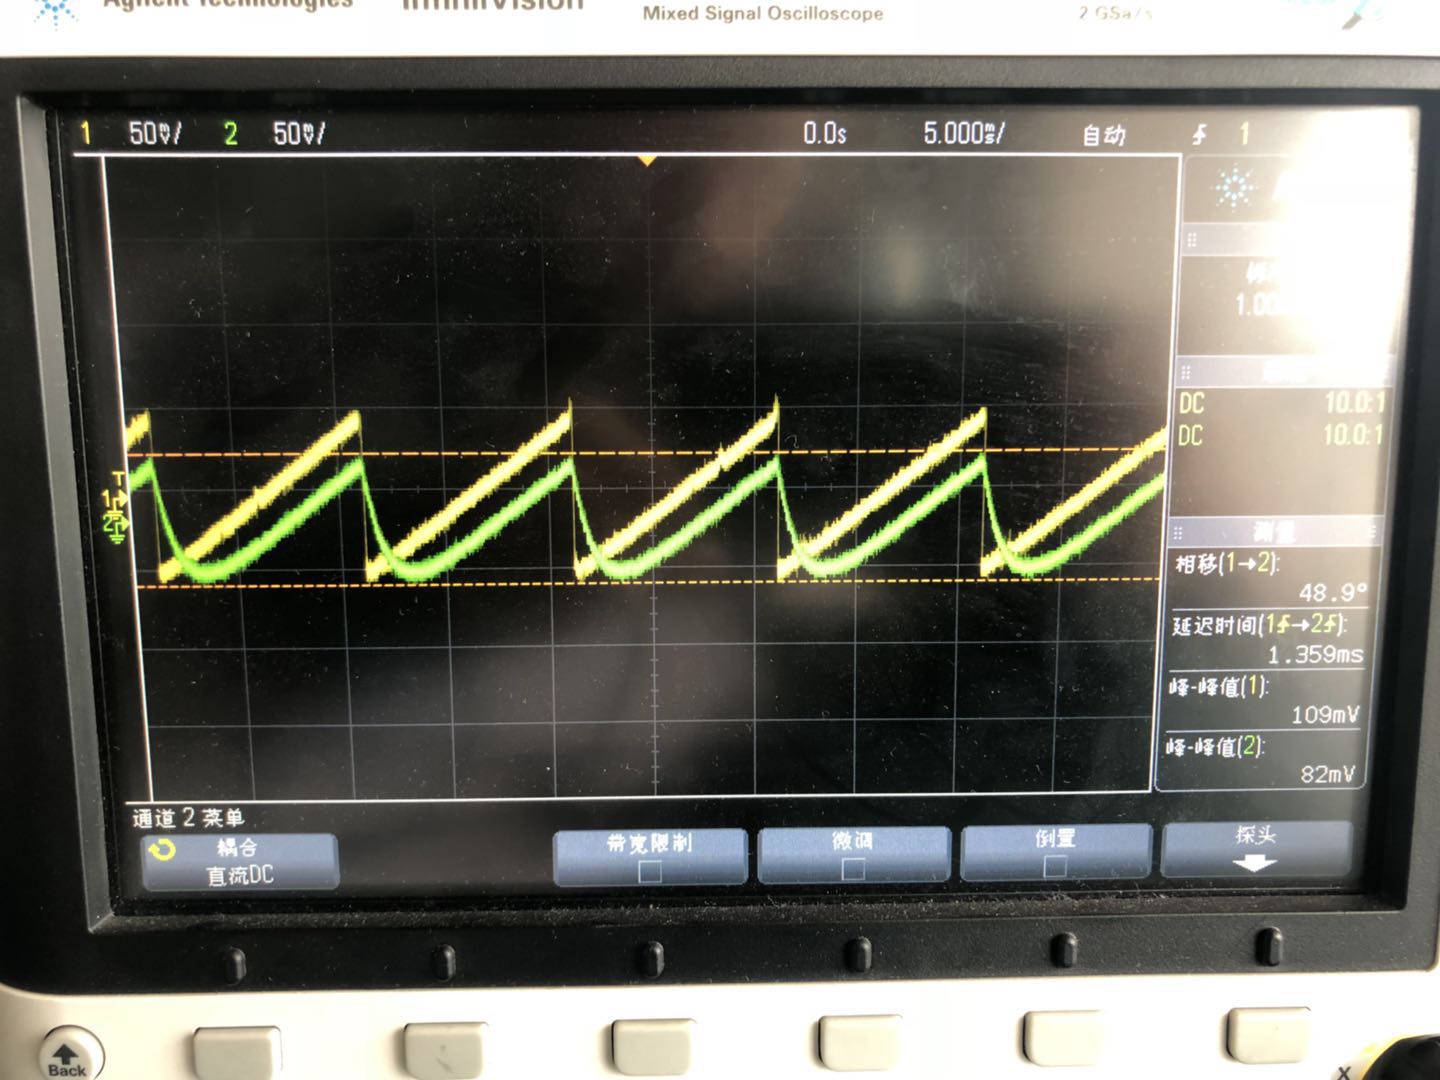 Agilent Technologies InfiniiVision Mixed Signal Oscilloscope 2 GSa/s
1 50mV/ 2 50mV/ 0.0s 5.000ms/ 自动 1
1.00
DC 10.0:1
DC 10.0:1
T
1
2
测量
相移(1→2):
48.9°
延迟时间(1→2):
1.359ms
峰-峰值(1):
109mV
峰-峰值(2):
82mV
通道 2 菜单
耦合
直流DC
带宽限制
微调
倒置
探头
Back
X